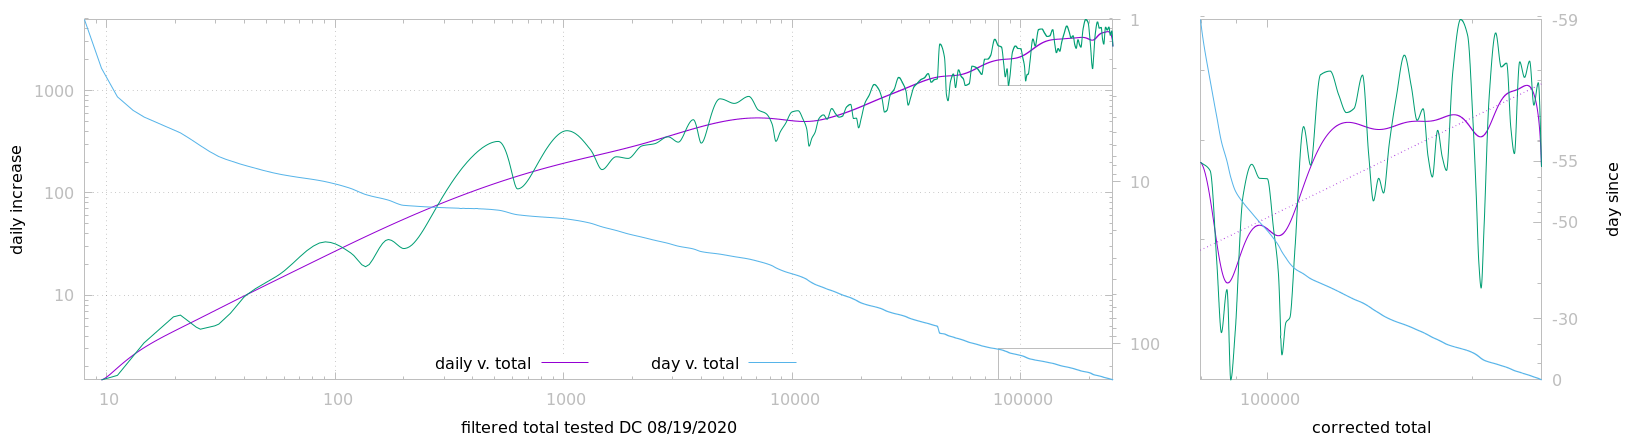 1
-59
1000
daily increase
-55
10
day since
100
-50
10
-30
100
daily v. total
day v. total
0
10
100
1000
10000
100000
100000
filtered total tested DC 08/19/2020
corrected total